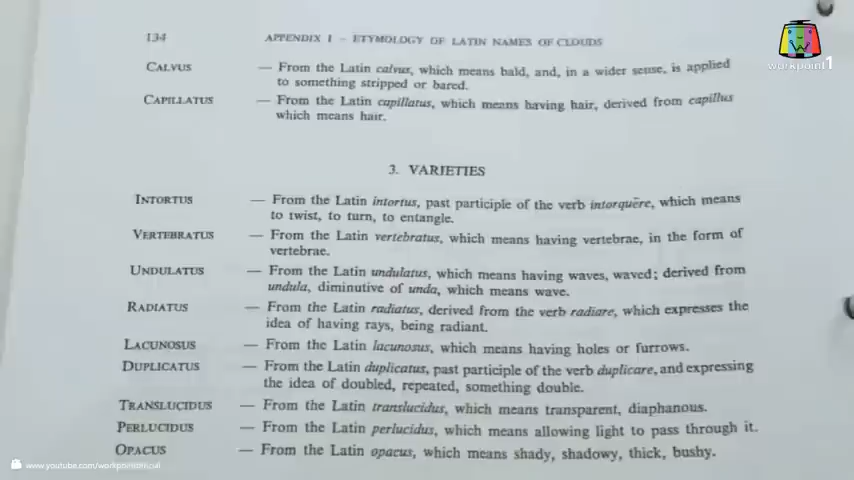 134 APPENDIX I – ETYMOLOGY OF LATIN NAMES OF CLOUDS
workpoint1
CALVUS — From the Latin calvus, which means bald, and, in a wider sense, is applied
to something stripped or bared.
CAPILLATUS — From the Latin capillatus, which means having hair, derived from capillus
which means hair.
3. VARIETIES
INTORTUS — From the Latin intortus, past participle of the verb intorquēre, which means
to twist, to turn, to entangle.
VERTEBRATUS — From the Latin vertebratus, which means having vertebrae, in the form of
vertebrae.
UNDULATUS — From the Latin undulatus, which means having waves, waved; derived from
undula, diminutive of unda, which means wave.
RADIATUS — From the Latin radiatus, derived from the verb radiare, which expresses the
idea of having rays, being radiant.
LACUNOSUS — From the Latin lacunosus, which means having holes or furrows.
DUPLICATUS — From the Latin duplicatus, past participle of the verb duplicare, and expressing
the idea of doubled, repeated, something double.
TRANSLUCIDUS — From the Latin translucidus, which means transparent, diaphanous.
PERLUCIDUS — From the Latin perlucidus, which means allowing light to pass through it.
OPACUS — From the Latin opacus, which means shady, shadowy, thick, bushy.